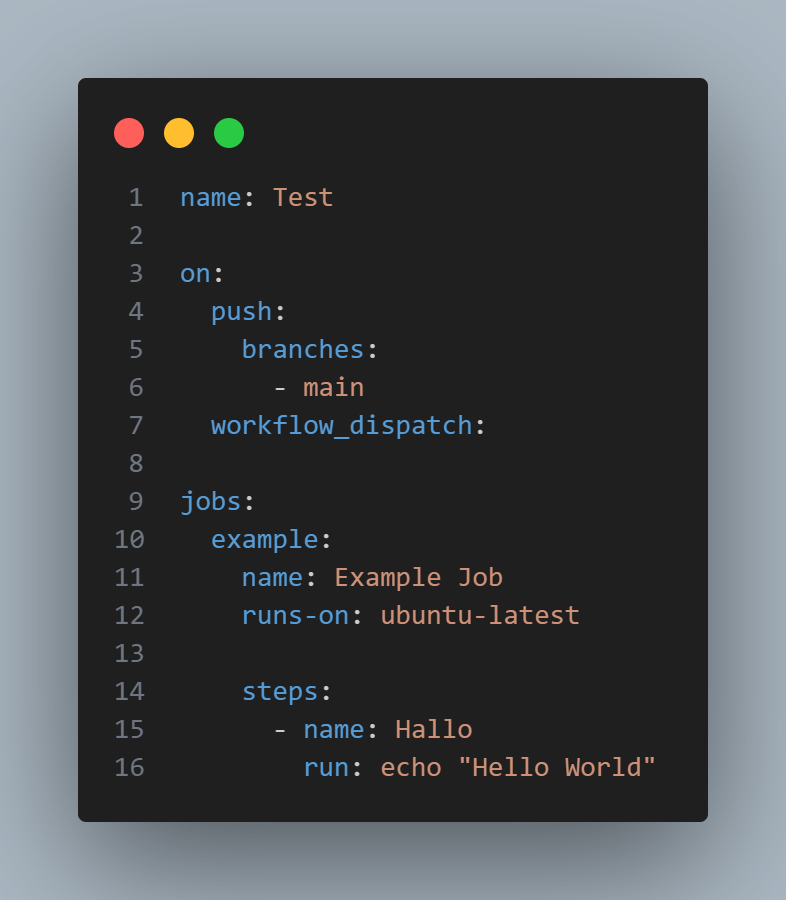 1 name: Test
2
3 on:
4   push:
5     branches:
6       - main
7   workflow_dispatch:
8
9 jobs:
10   example:
11     name: Example Job
12     runs-on: ubuntu-latest
13
14     steps:
15       - name: Hallo
16         run: echo "Hello World"